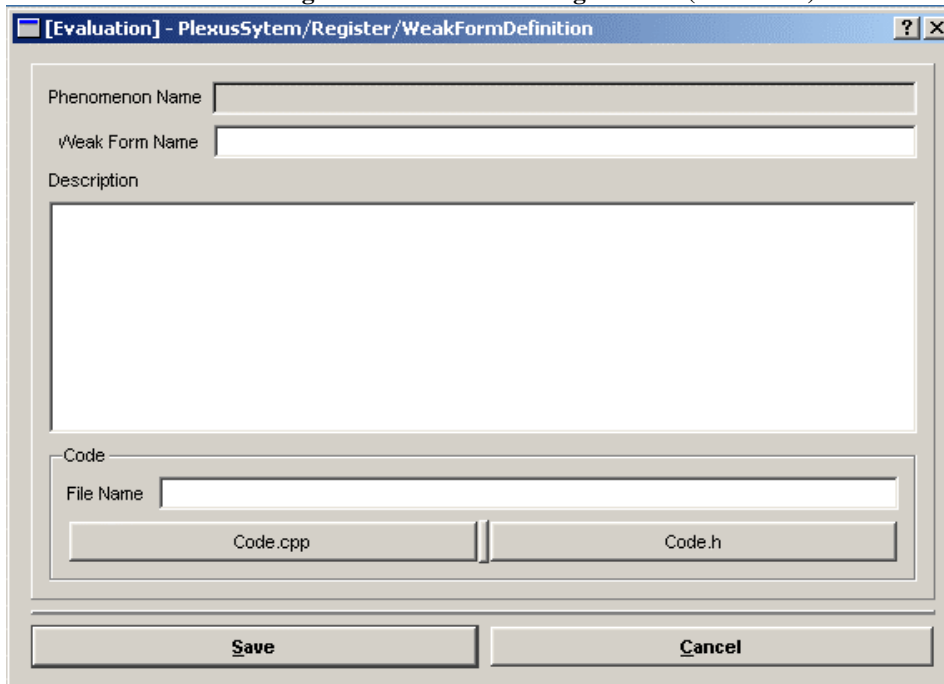 [Evaluation] - PlexusSytem/Register/WeakFormDefinition
Phenomenon Name
Weak Form Name
Description
Code
File Name
Code.cpp Code.h
Save Cancel